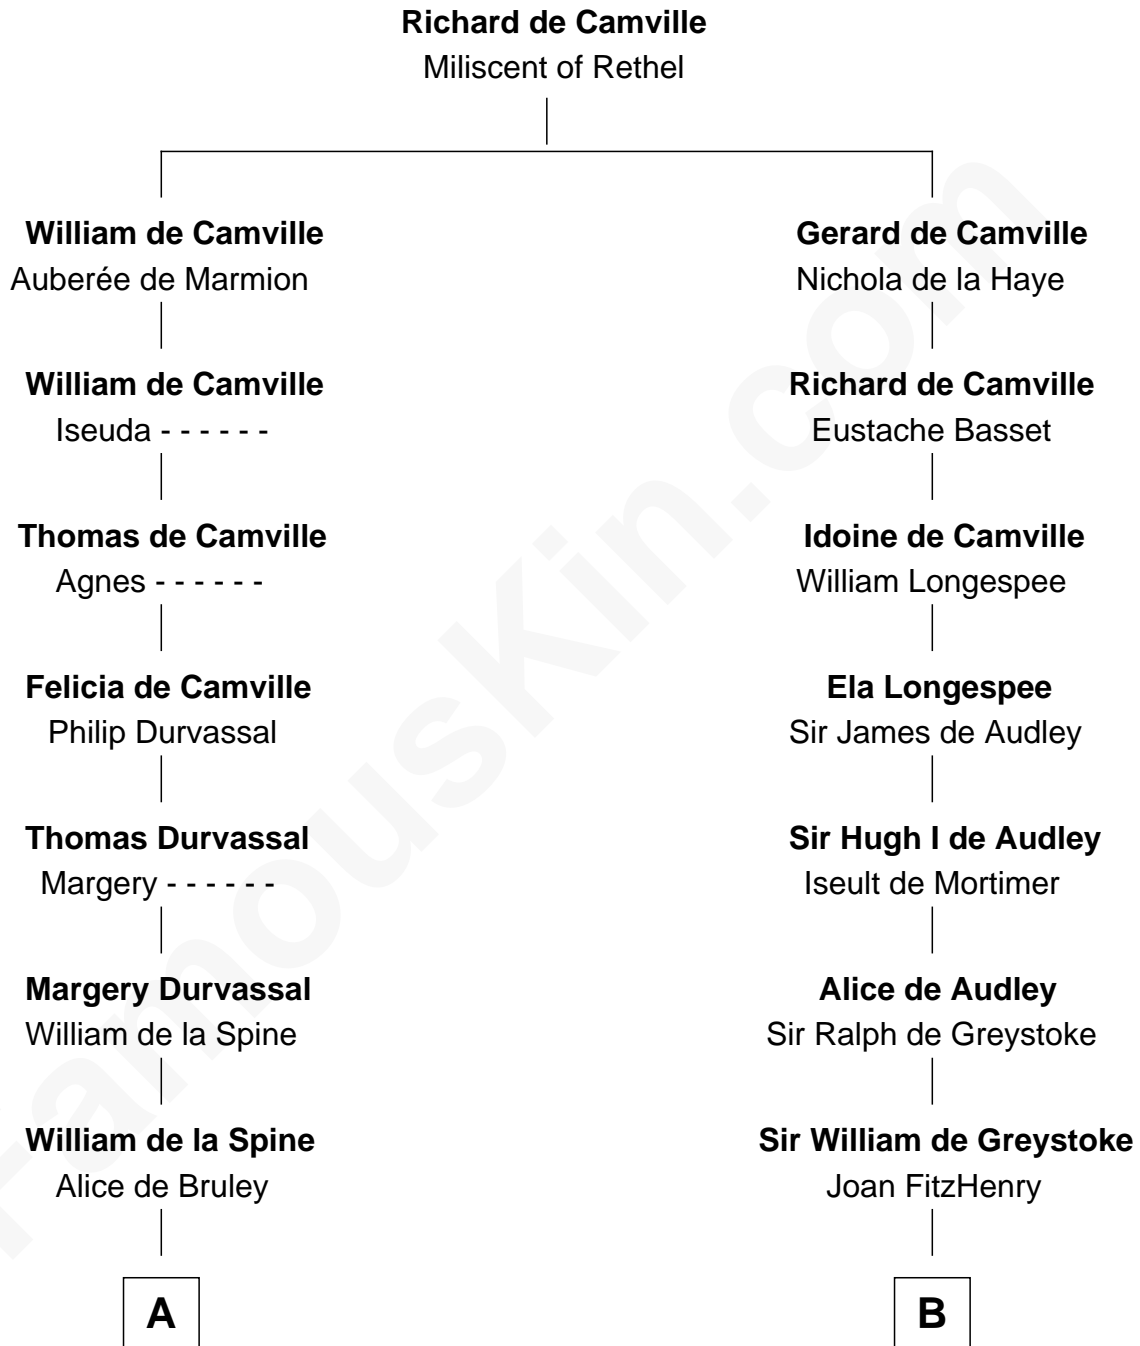 Richard de Camville
Miliscent of Rethel
William de Camville
Auberée de Marmion
Gerard de Camville
Nichola de la Haye
William de Camville
Iseuda - - - - - -
Richard de Camville
Eustache Basset
Thomas de Camville
Agnes - - - - - -
Idoine de Camville
William Longespee
Felicia de Camville
Philip Durvassal
Ela Longespee
Sir James de Audley
Thomas Durvassal
Margery - - - - - -
Sir Hugh I de Audley
Iseult de Mortimer
Margery Durvassal
William de la Spine
Alice de Audley
Sir Ralph de Greystoke
William de la Spine
Alice de Bruley
Sir William de Greystoke
Joan FitzHenry
A
B
FamousKin.com